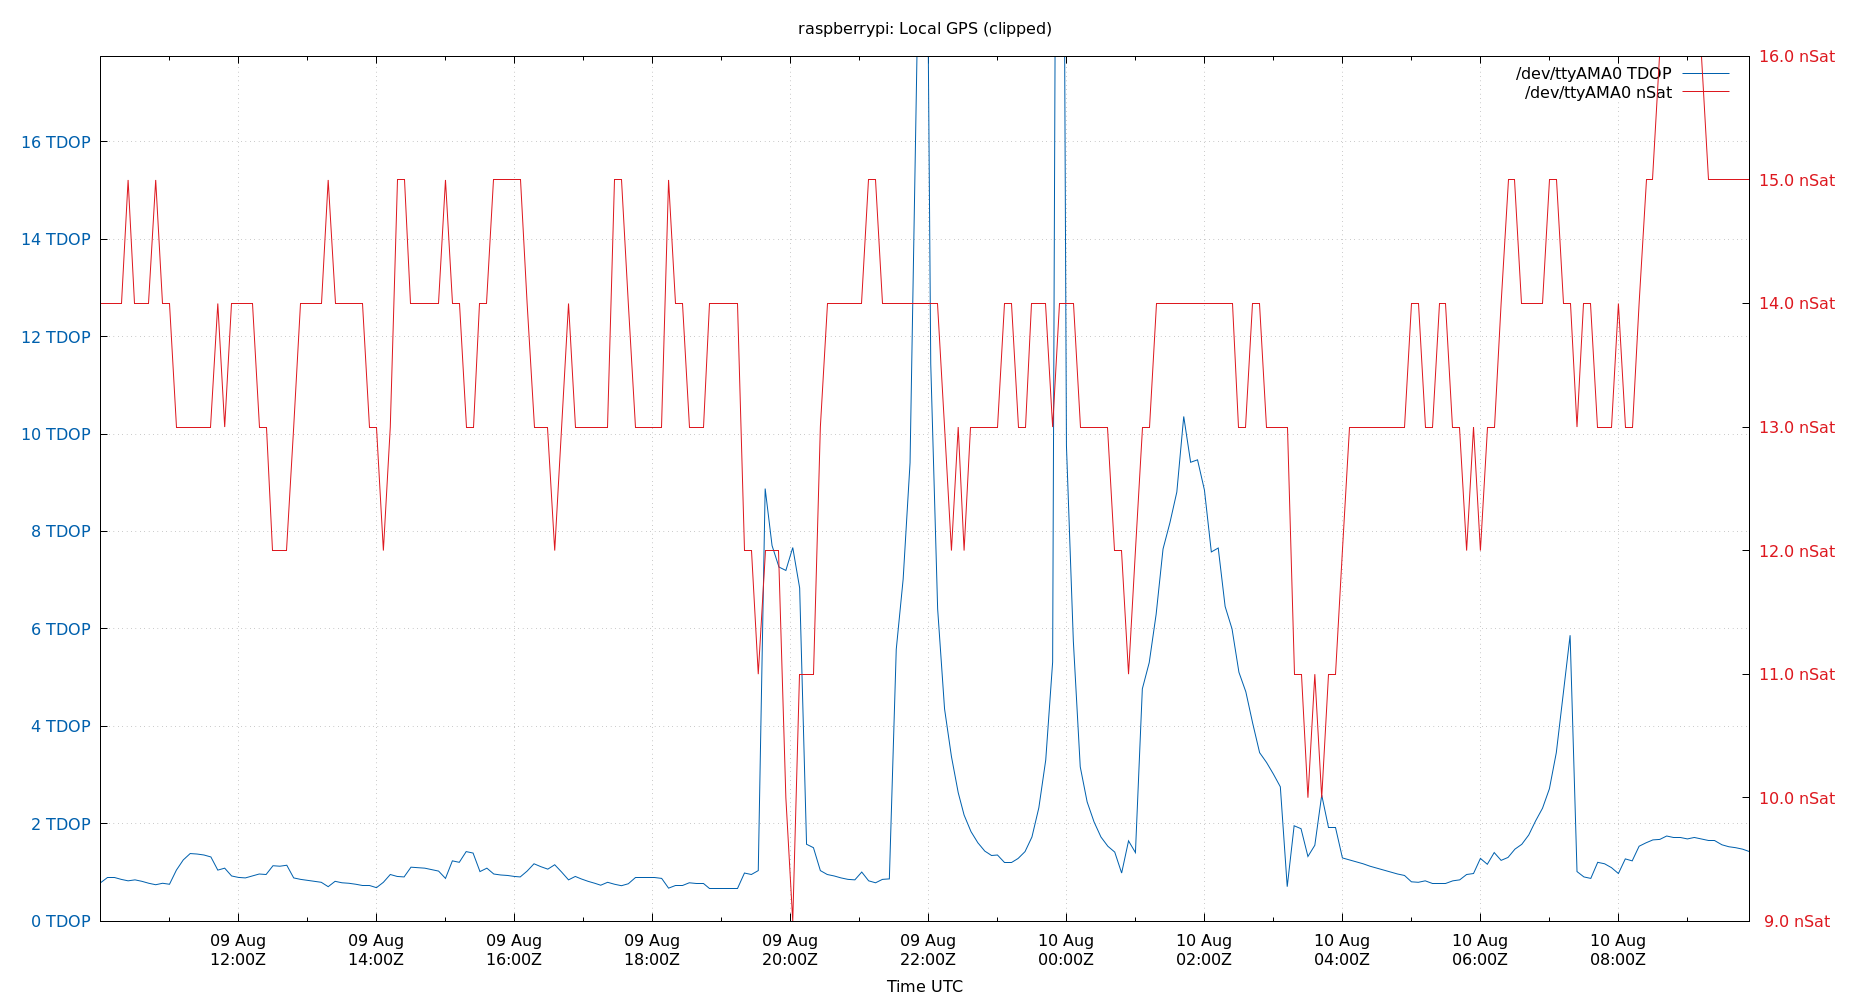 raspberrypi: Local GPS (clipped)
16.0 nSat
/dev/ttyAMA0 TDOP
/dev/ttyAMA0 nSat
16 TDOP
15.0 nSat
14 TDOP
14.0 nSat
12 TDOP
13.0 nSat
10 TDOP
12.0 nSat
8 TDOP
6 TDOP
11.0 nSat
4 TDOP
10.0 nSat
2 TDOP
0 TDOP
9.0 nSat
09 Aug
12:00Z
09 Aug
14:00Z
09 Aug
16:00Z
09 Aug
18:00Z
09 Aug
20:00Z
09 Aug
22:00Z
10 Aug
00:00Z
10 Aug
02:00Z
10 Aug
04:00Z
10 Aug
06:00Z
10 Aug
08:00Z
Time UTC